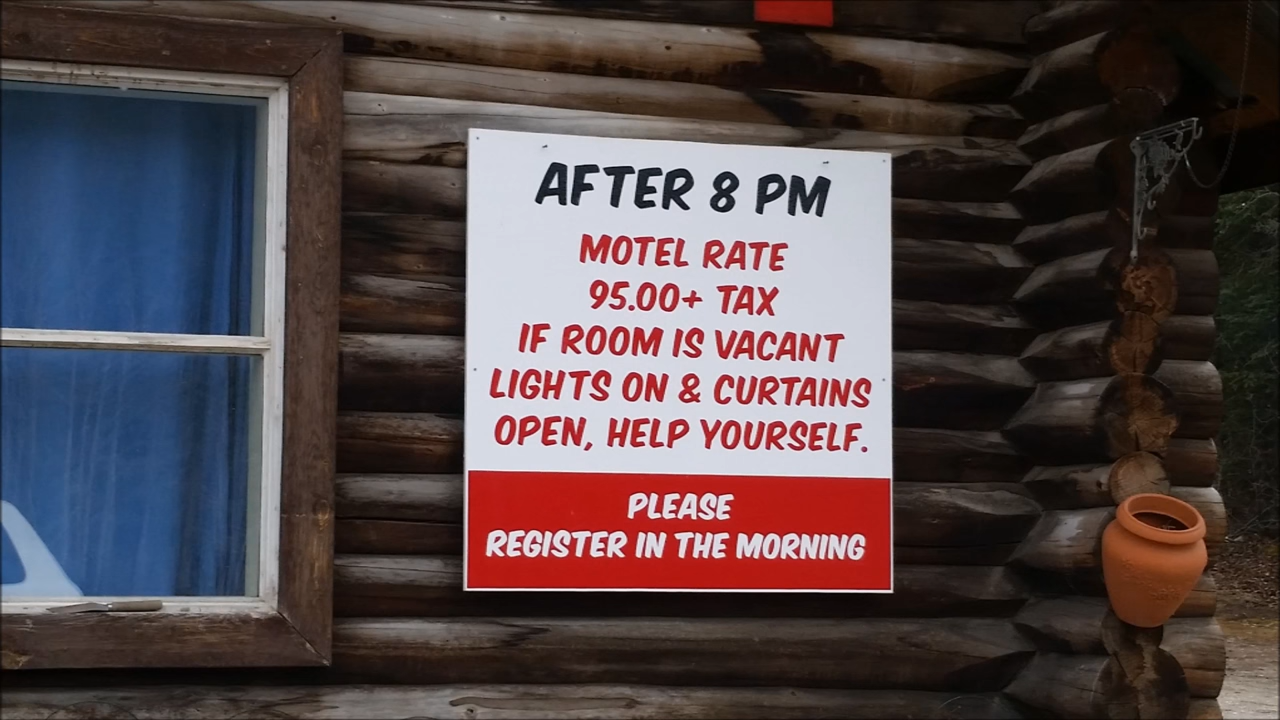 AFTER 8 PM
MOTEL RATE
95.00+ TAX
IF ROOM IS VACANT
LIGHTS ON & CURTAINS
OPEN, HELP YOURSELF.
PLEASE
REGISTER IN THE MORNING